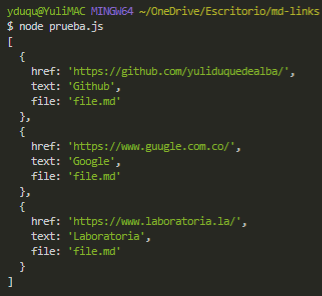 yduqu@YuliMAC MINGW64 ~/OneDrive/Escritorio/md-links
$ node prueba.js
[
  {
    href: 'https://github.com/yuliduquedealba/',
    text: 'Github',
    file: 'file.md'
  },
  {
    href: 'https://www.guugle.com.co/',
    text: 'Google',
    file: 'file.md'
  },
  {
    href: 'https://www.laboratoria.la/',
    text: 'Laboratoria',
    file: 'file.md'
  }
]